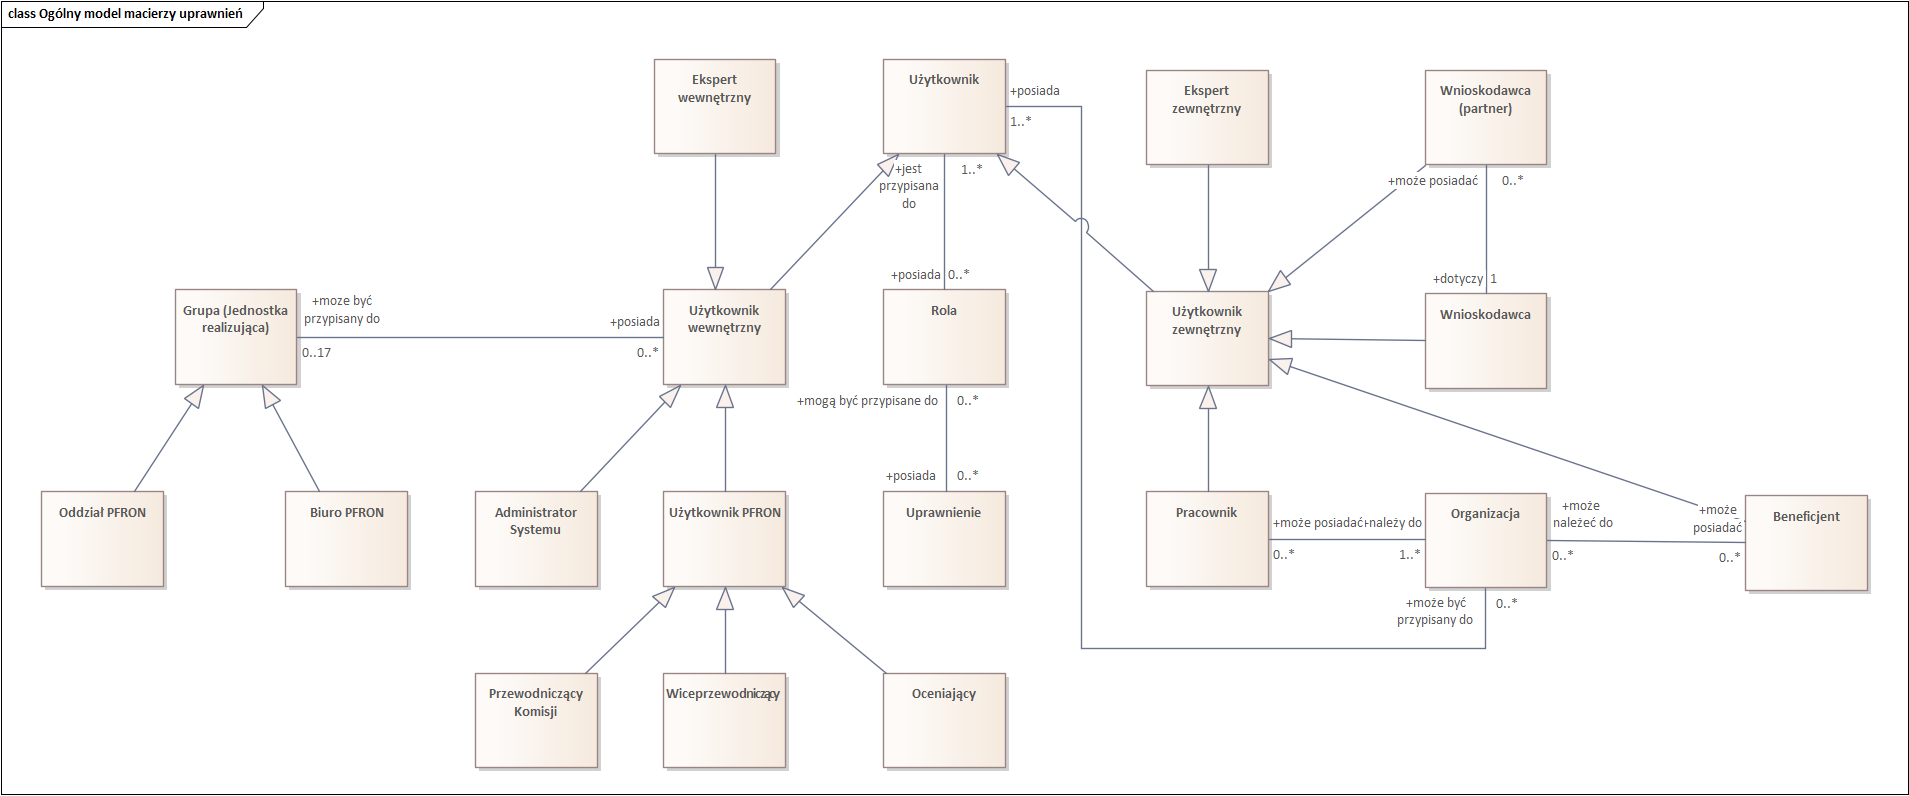 class Ogólny model macierzy uprawnień
Ekspert
wewnętrzny
Użytkownik
+posiada
1..*
Ekspert
zewnętrzny
Wnioskodawca
(partner)
+jest
przypisana
do
1..*
+może posiadać
0..*
+posiada
0..*
+dotyczy
1
Grupa (Jednostka
realizująca)
+moze być
przypisany do
0..17
+posiada
0..*
Użytkownik
wewnętrzny
Rola
Użytkownik
zewnętrzny
Wnioskodawca
+mogą być przypisane do
0..*
+posiada
0..*
Oddział PFRON
Biuro PFRON
Administrator
Systemu
Użytkownik PFRON
Uprawnienie
Pracownik
+może posiadać
+należy do
0..*
1..*
Organizacja
+może
należeć do
0..*
+może
posiadać
0..*
Beneficjent
+może być
przypisany do
0..*
Przewodniczący
Komisji
Wiceprzewodniczący
Oceniający